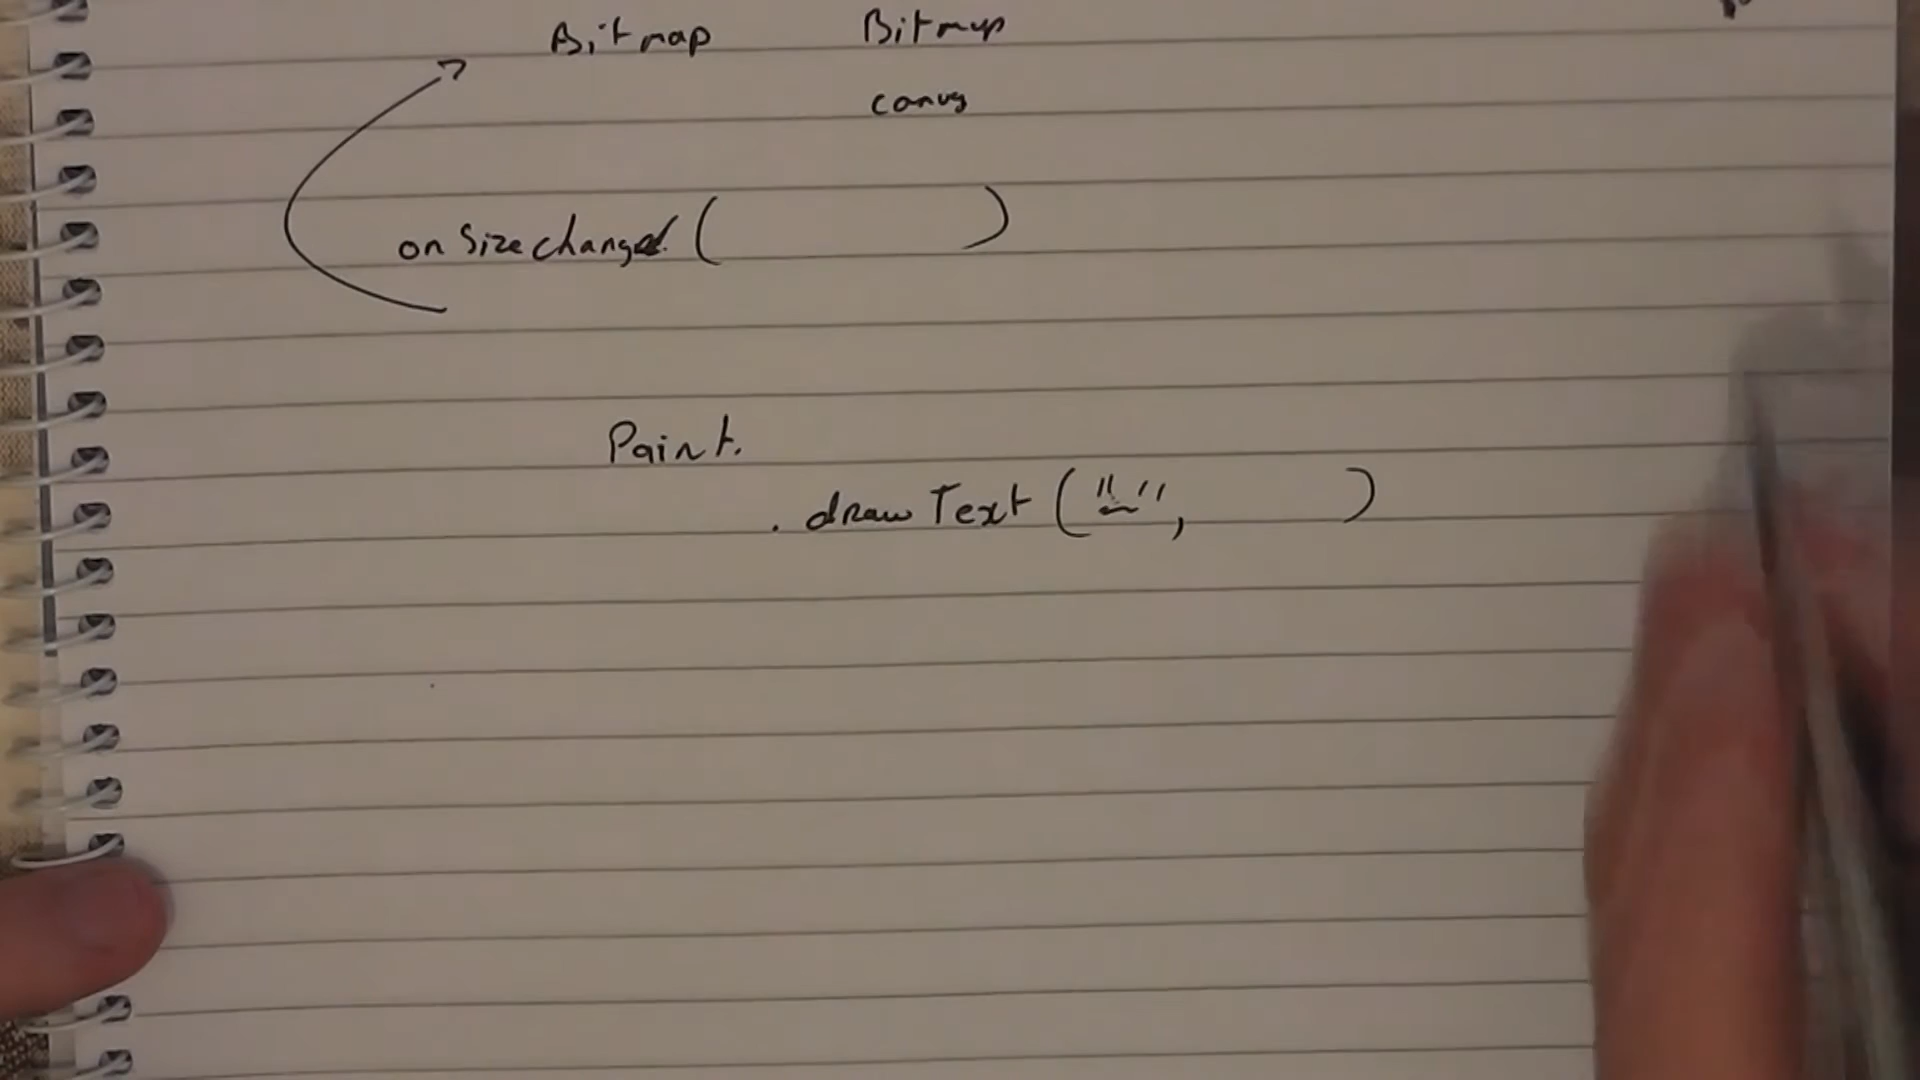 Bitmap Bitmap
canvas
onSizechanged ( )
Paint.
. drawText ( " " , )